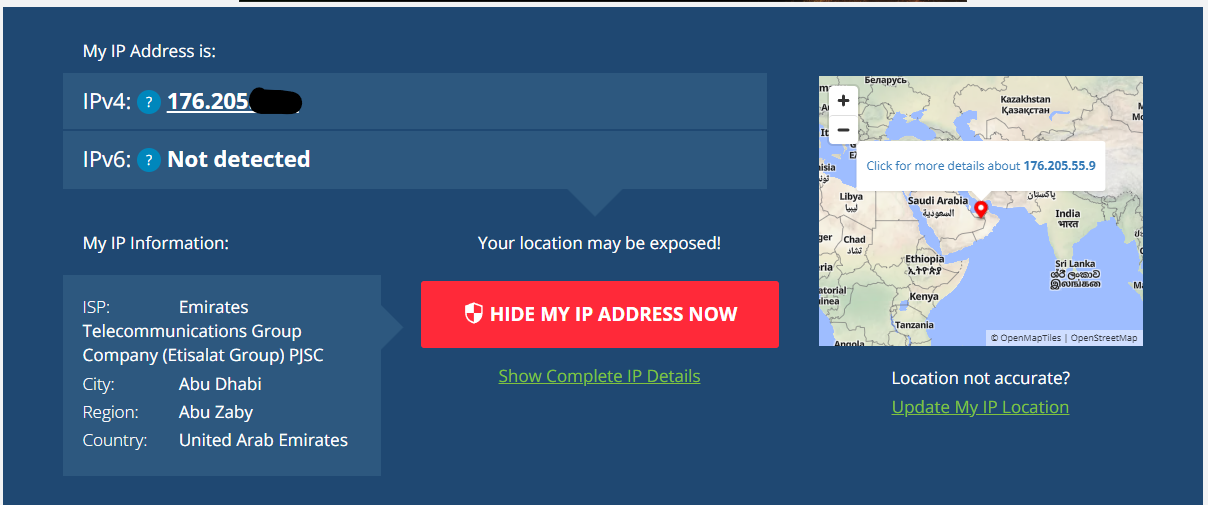 My IP Address is:
IPv4: ? 176.205.
IPv6: ? Not detected
My IP Information:
ISP: Emirates
Telecommunications Group
Company (Etisalat Group) PJSC
City: Abu Dhabi
Region: Abu Zaby
Country: United Arab Emirates
Your location may be exposed!
HIDE MY IP ADDRESS NOW
Show Complete IP Details
+
−
Беларусь
Kazakhstan
Қазақстан
Click for more details about 176.205.55.9
Libya
ليبيا
Saudi Arabia
السعودية
پاکستان
India
भारत
Chad
تشاد
Ethiopia
ኢትዮጵያ
Sri Lanka
ශ්‍රී ලංකාව
இலங்கை
Kenya
Tanzania
Angola
© OpenMapTiles | OpenStreetMap
Location not accurate?
Update My IP Location